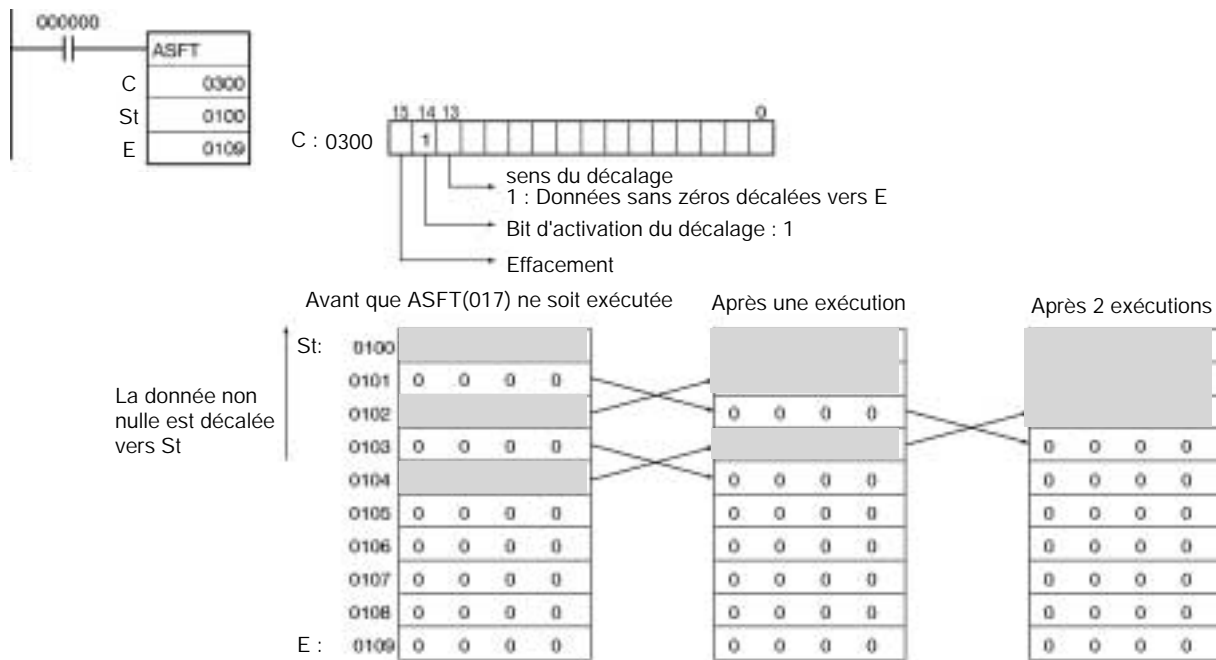 000000
ASFT
C 0300
St 0100
E 0109
15 14 13 0
C : 0300 1
sens du décalage
1 : Données sans zéros décalées vers E
Bit d'activation du décalage : 1
Effacement
Avant que ASFT(017) ne soit exécutée Après une exécution Après 2 exécutions
La donnée non
nulle est décalée
vers St
St: 0100
0101 0 0 0 0
0102 0 0 0 0
0103 0 0 0 0 0 0 0 0
0104 0 0 0 0 0 0 0 0
0105 0 0 0 0 0 0 0 0 0 0 0 0
0106 0 0 0 0 0 0 0 0 0 0 0 0
0107 0 0 0 0 0 0 0 0 0 0 0 0
0108 0 0 0 0 0 0 0 0 0 0 0 0
E : 0109 0 0 0 0 0 0 0 0 0 0 0 0